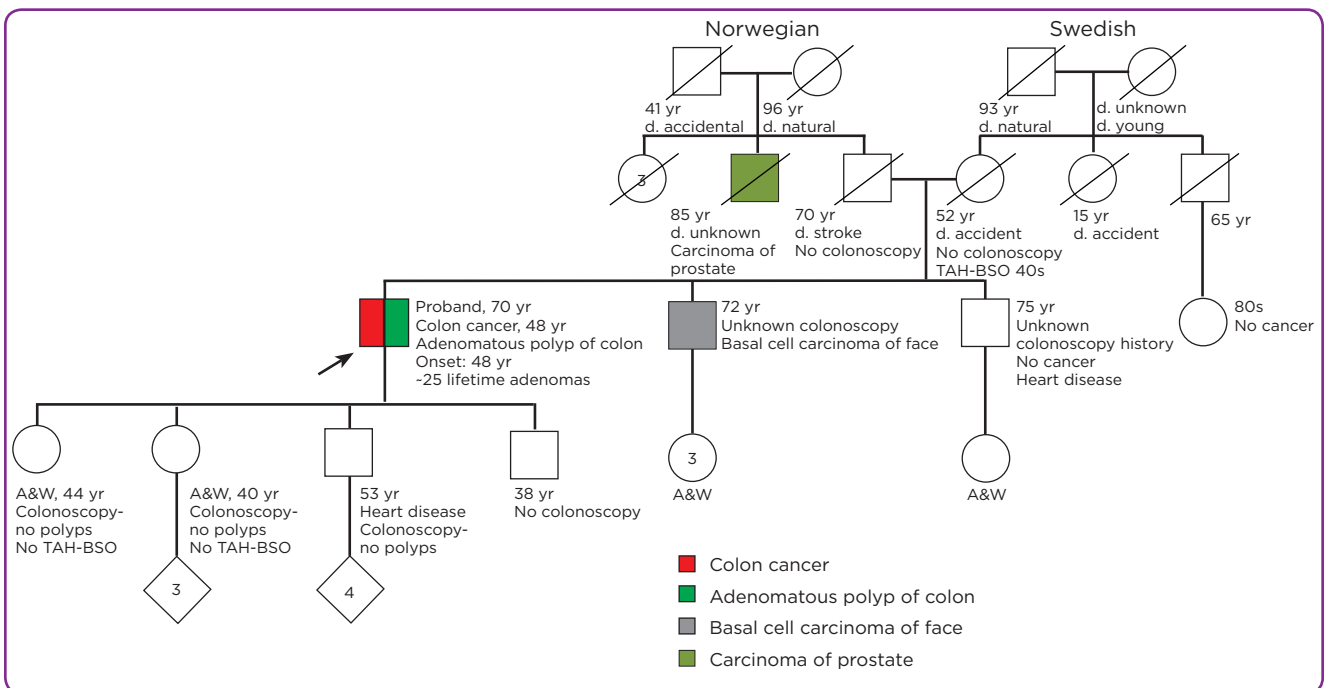 Norwegian
Swedish
41 yr
d. accidental
96 yr
d. natural
93 yr
d. natural
d. unknown
d. young
3
85 yr
d. unknown
Carcinoma of
prostate
70 yr
d. stroke
No colonoscopy
52 yr
d. accident
No colonoscopy
TAH-BSO 40s
15 yr
d. accident
65 yr
Proband, 70 yr
Colon cancer, 48 yr
Adenomatous polyp of colon
Onset: 48 yr
~25 lifetime adenomas
72 yr
Unknown colonoscopy
Basal cell carcinoma of face
75 yr
Unknown
colonoscopy history
No cancer
Heart disease
80s
No cancer
A&W, 44 yr
Colonoscopy-
no polyps
No TAH-BSO
A&W, 40 yr
Colonoscopy-
no polyps
No TAH-BSO
53 yr
Heart disease
Colonoscopy-
no polyps
38 yr
No colonoscopy
3
A&W
A&W
3
4
Colon cancer
Adenomatous polyp of colon
Basal cell carcinoma of face
Carcinoma of prostate